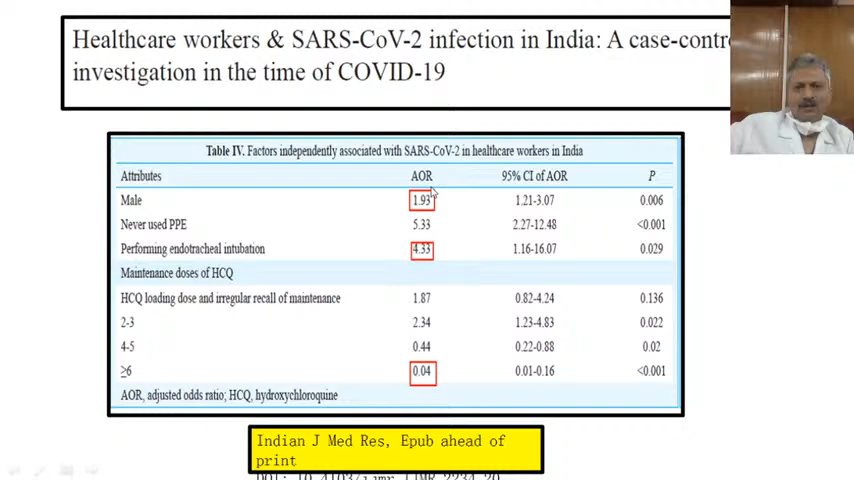 Healthcare workers & SARS-CoV-2 infection in India: A case-contro
investigation in the time of COVID-19
Table IV. Factors independently associated with SARS-CoV-2 in healthcare workers in India
Attributes AOR 95% CI of AOR P
Male 1.93 1.21-3.07 0.006
Never used PPE 5.33 2.27-12.48 <0.001
Performing endotracheal intubation 4.33 1.16-16.07 0.029
Maintenance doses of HCQ
HCQ loading dose and irregular recall of maintenance 1.87 0.82-4.24 0.136
2-3 2.34 1.23-4.83 0.022
4-5 0.44 0.22-0.88 0.02
≥6 0.04 0.01-0.16 <0.001
AOR, adjusted odds ratio; HCQ, hydroxychloroquine
Indian J Med Res, Epub ahead of
print